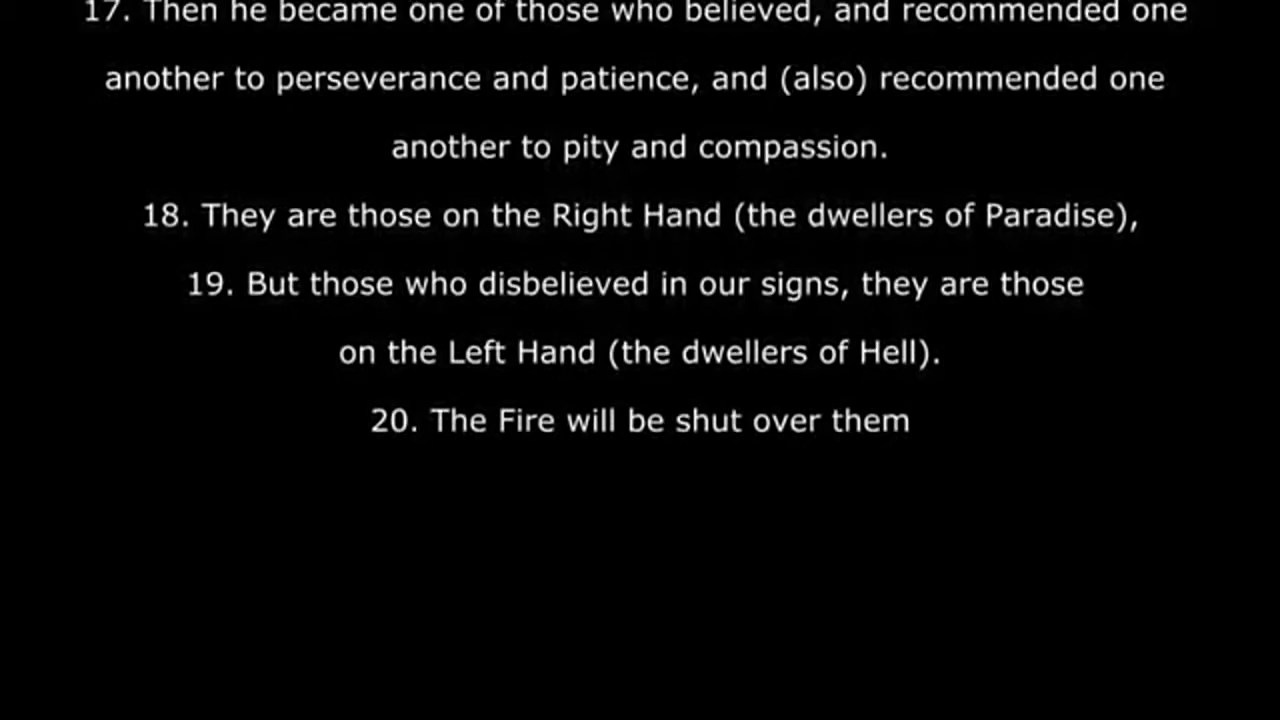 17. Then he became one of those who believed, and recommended one
another to perseverance and patience, and (also) recommended one
another to pity and compassion.
18. They are those on the Right Hand (the dwellers of Paradise),
19. But those who disbelieved in our signs, they are those
on the Left Hand (the dwellers of Hell).
20. The Fire will be shut over them